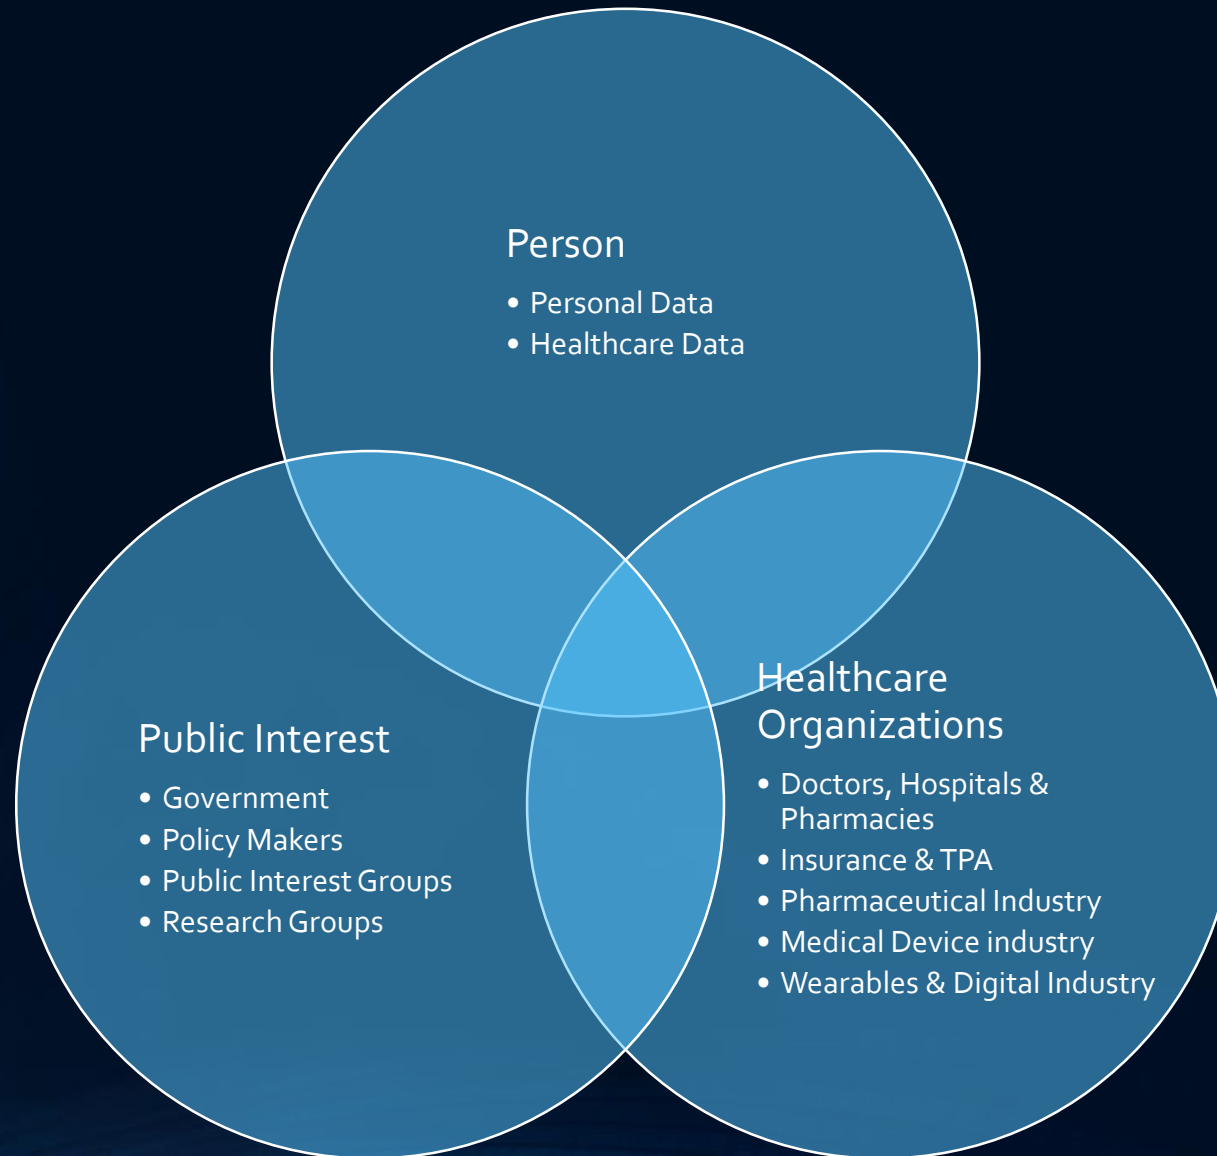 Person
• Personal Data
• Healthcare Data
Public Interest
• Government
• Policy Makers
• Public Interest Groups
• Research Groups
Healthcare
Organizations
• Doctors, Hospitals &
Pharmacies
• Insurance & TPA
• Pharmaceutical Industry
• Medical Device industry
• Wearables & Digital Industry